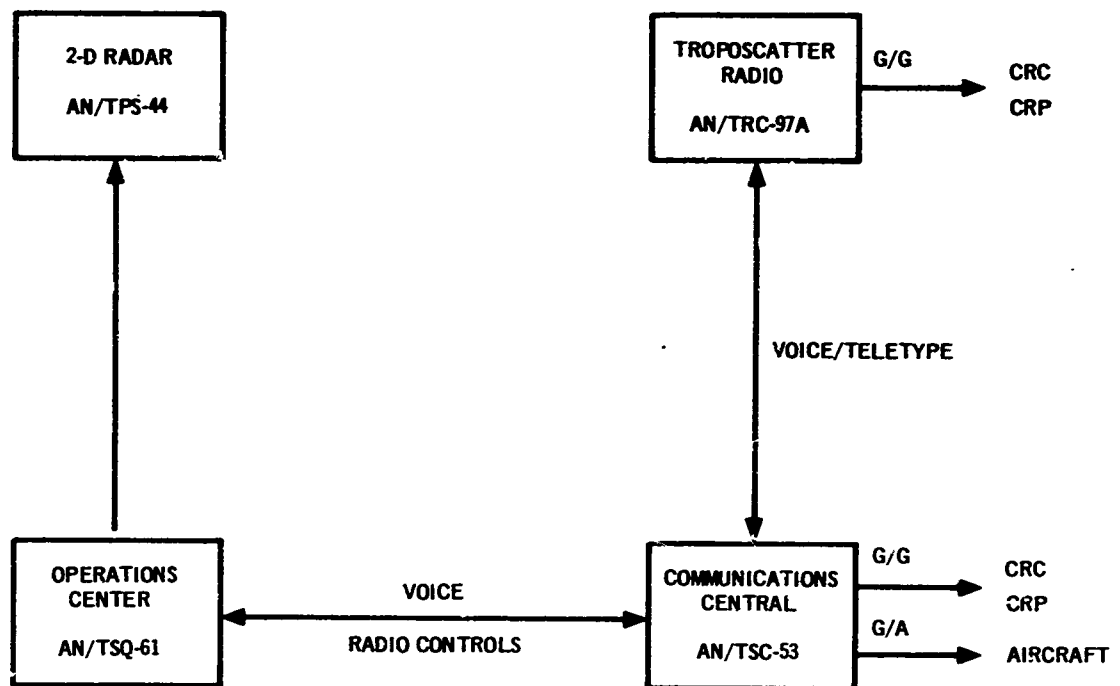 2-D RADAR
AN/TPS-44
TROPOSCATTER
RADIO
AN/TRC-97A
G/G
CRC
CRP
VOICE/TELETYPE
OPERATIONS
CENTER
AN/TSQ-61
VOICE
RADIO CONTROLS
COMMUNICATIONS
CENTRAL
AN/TSC-53
G/G
CRC
CRP
G/A
AIRCRAFT